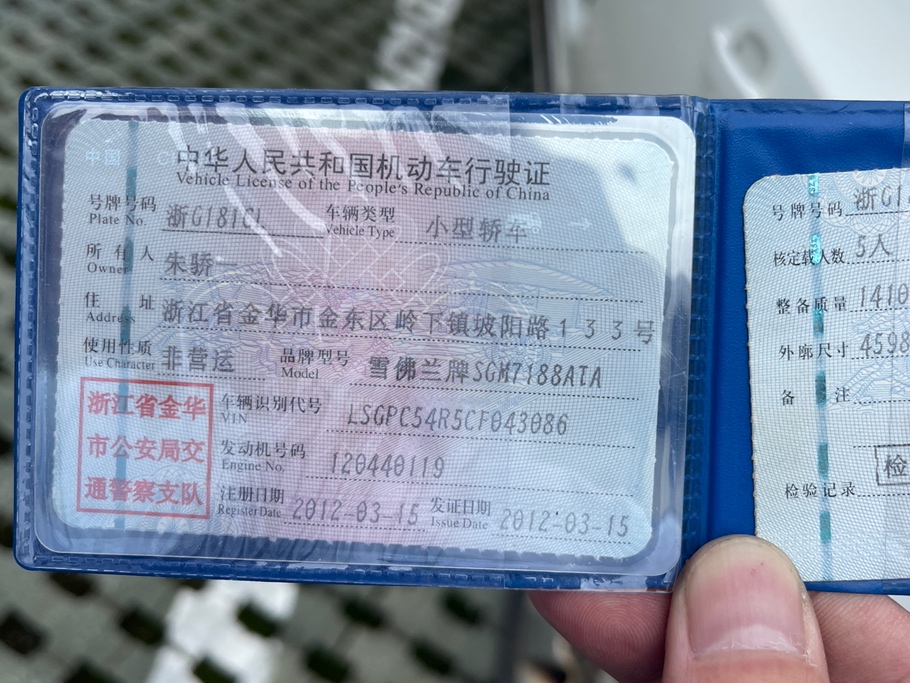 中华人民共和国机动车行驶证
Vehicle License of the People's Republic of China
号牌号码 Plate No. 浙G181CL 车辆类型 Vehicle Type 小型轿车
所有人 Owner 朱骄一
住址 Address 浙江省金华市金东区岭下镇坡阳路133号
使用性质 Use Character 非营运 品牌型号 Model 雪佛兰牌SGM7188ATA
浙江省金华
市公安局交
通警察支队
车辆识别代号 VIN LSGPC54R5CF043086
发动机号码 Engine No. 120440119
注册日期 Register Date 2012-03-15 发证日期 Issue Date 2012-03-15
号牌号码 浙G1
核定载人数 5人
整备质量 1410
外廓尺寸 4598
备注
检
检验记录